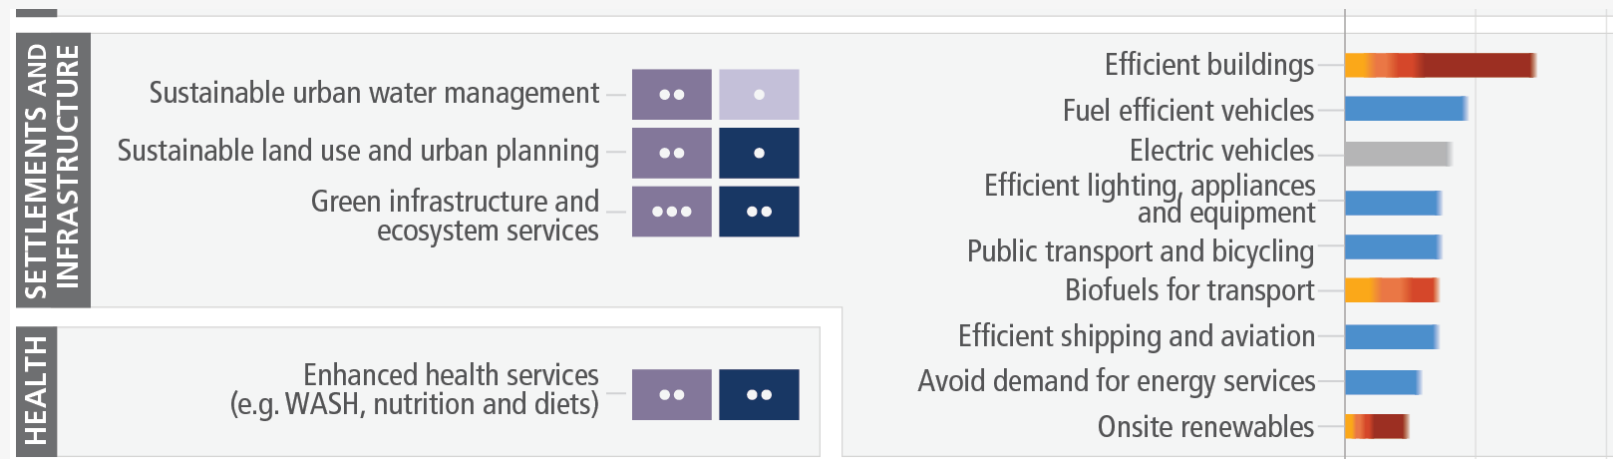 SETTLEMENTS AND
INFRASTRUCTURE
Sustainable urban water management
Sustainable land use and urban planning
Green infrastructure and
ecosystem services
HEALTH
Enhanced health services
(e.g. WASH, nutrition and diets)
Efficient buildings
Fuel efficient vehicles
Electric vehicles
Efficient lighting, appliances
and equipment
Public transport and bicycling
Biofuels for transport
Efficient shipping and aviation
Avoid demand for energy services
Onsite renewables